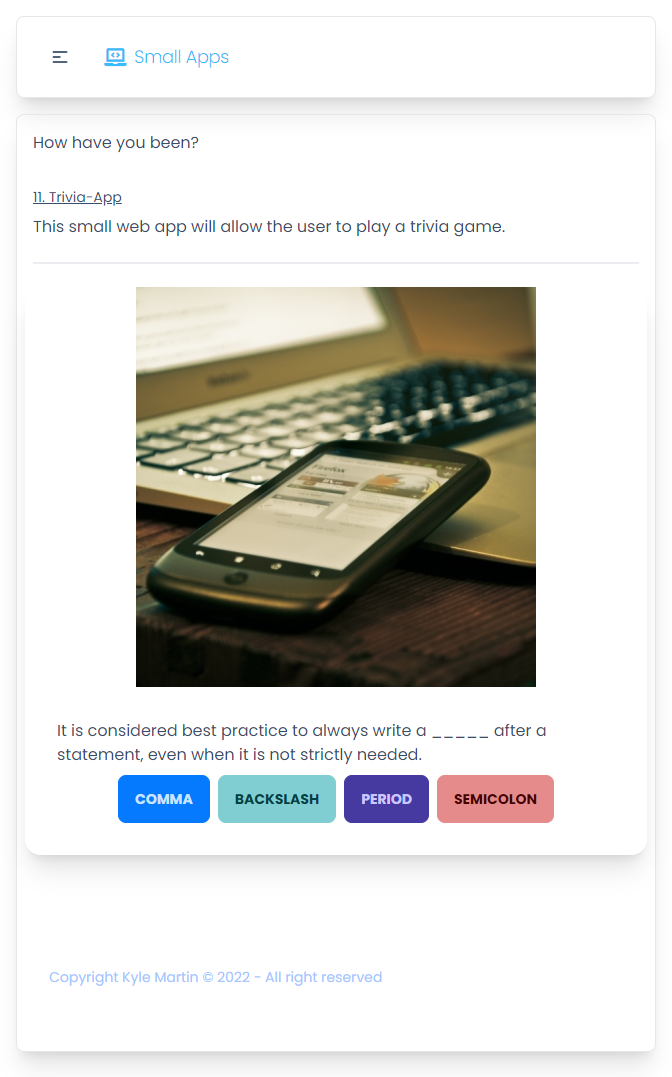 Small Apps
How have you been?
11. Trivia-App
This small web app will allow the user to play a trivia game.
Firefox
It is considered best practice to always write a _____ after a
statement, even when it is not strictly needed.
COMMA BACKSLASH PERIOD SEMICOLON
Copyright Kyle Martin © 2022 - All right reserved